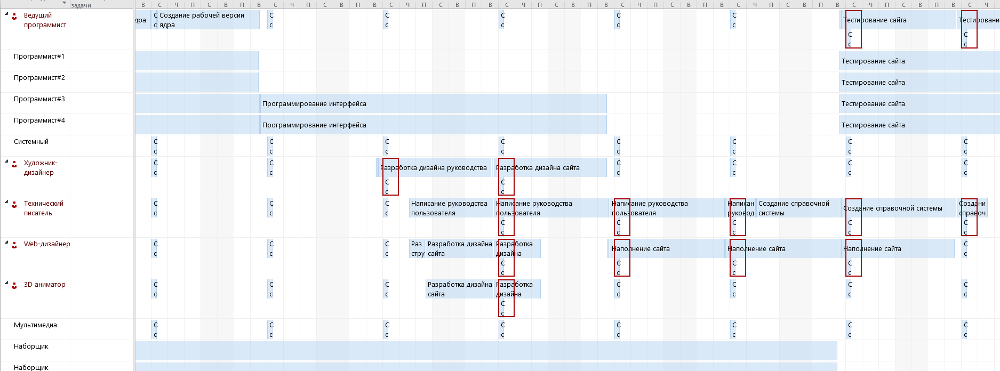 задачи
В С Ч П С В П В С Ч П С В П В С Ч П С В П В С Ч П С В П В С Ч П С В П В С Ч П С В П В С Ч П С В П В С Ч
Ведущий
программист
дра
С
с
Создание рабочей версии
ядра
С
с
С
с
С
с
С
с
С
с
Тестирование сайта
С
с
Тестировани
С
с
Программист#1
Тестирование сайта
Программист#2
Тестирование сайта
Программист#3
Программирование интерфейса
Тестирование сайта
Программист#4
Программирование интерфейса
Тестирование сайта
Системный
С С С С С С С С
с с с с с с с с
Художник-
дизайнер
С
с
С
с
Разработка дизайна руководства
С
с
Разработка дизайна сайта
С
с
С
с
С
с
С
с
С
с
Технический
писатель
С
с
С
с
С
с
Написание руководства
пользователя
Написание руководства
пользователя
С
с
Написание руководства
пользователя
С
с
Написан
руковод
С
с
Создание справочной
системы
Создание справочной системы
С
с
Создани
справоч
С
с
Web-дизайнер
С
с
С
с
С
с
Раз
стру
Разработка дизайна
сайта
Разработка
дизайна
С
с
Наполнение сайта
С
с
Наполнение сайта
С
с
Наполнение сайта
С
с
С
с
3D аниматор
С
с
С
с
С
с
Разработка дизайна
сайта
Разработка
дизайна
С
с
С
с
С
с
С
с
С
с
Мультимедиа
С С С С С С С С
с с с с с с с с
Наборщик
Наборщик